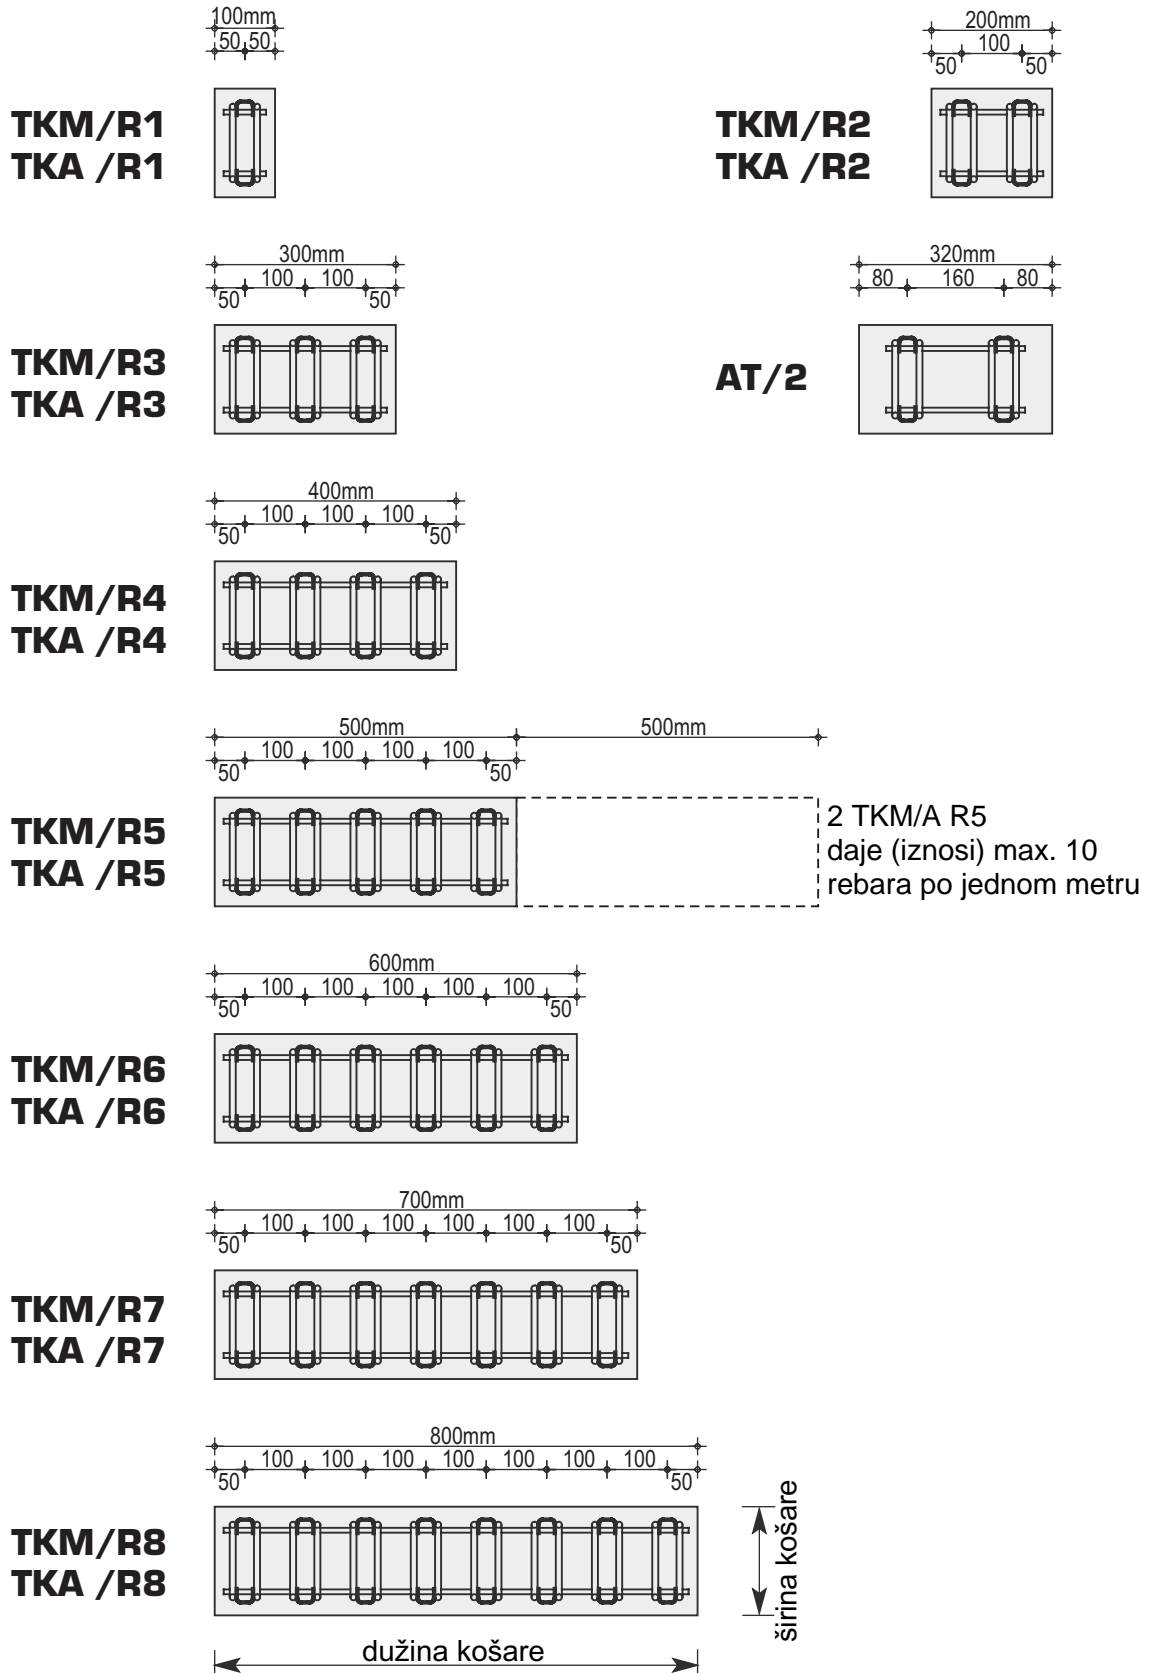 100mm
50 50
TKM/R1
TKA /R1
200mm
100
50 50
TKM/R2
TKA /R2
300mm
100 100
50 50
TKM/R3
TKA /R3
320mm
80 160 80
AT/2
400mm
100 100 100
50 50
TKM/R4
TKA /R4
500mm 500mm
100 100 100 100
50 50
TKM/R5
TKA /R5
2 TKM/A R5
daje (iznosi) max. 10
rebara po jednom metru
600mm
100 100 100 100 100
50 50
TKM/R6
TKA /R6
700mm
100 100 100 100 100 100
50 50
TKM/R7
TKA /R7
800mm
100 100 100 100 100 100 100
50 50
TKM/R8
TKA /R8
širina košare
dužina košare